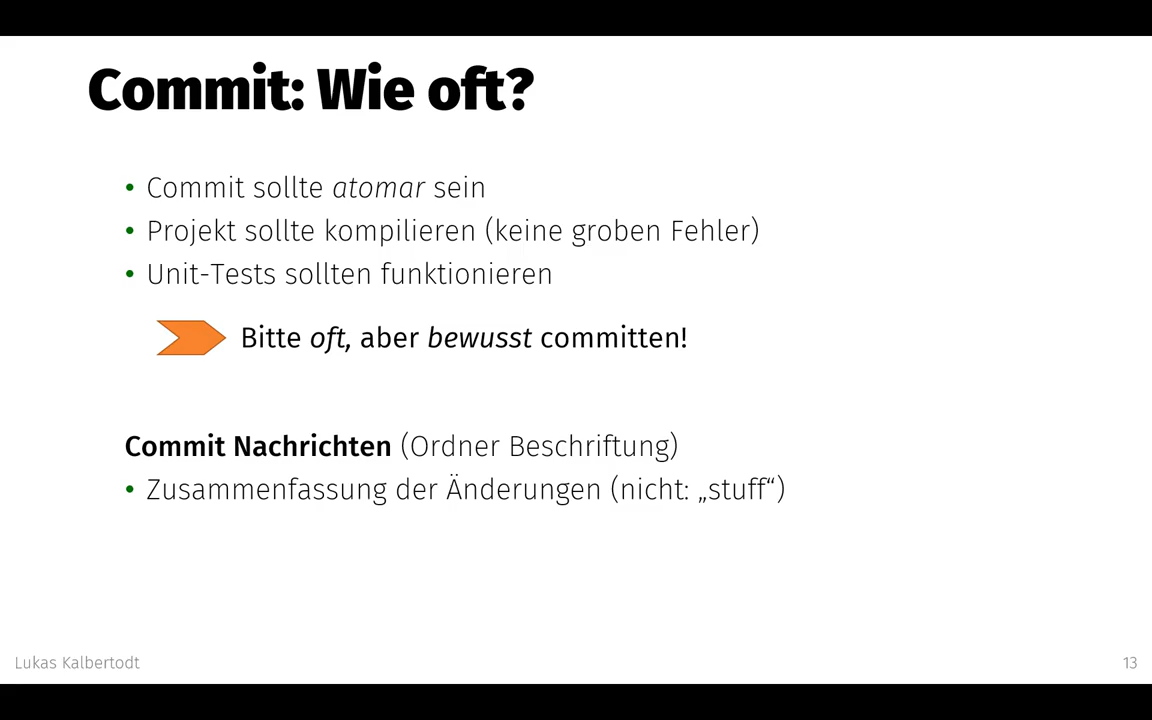 Commit: Wie oft?
• Commit sollte atomar sein
• Projekt sollte kompilieren (keine groben Fehler)
• Unit-Tests sollten funktionieren
Bitte oft, aber bewusst committen!
Commit Nachrichten (Ordner Beschriftung)
• Zusammenfassung der Änderungen (nicht: „stuff“)
Lukas Kalbertodt
13